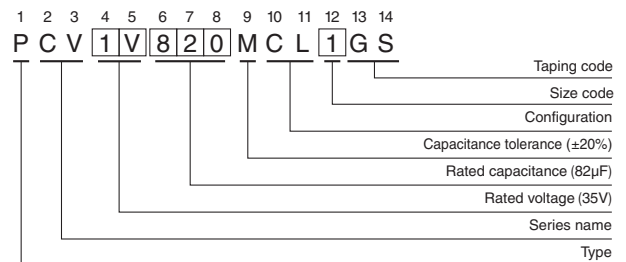 1 2 3 4 5 6 7 8 9 10 11 12 13 14
P C V 1 V 8 2 0 M C L 1 G S
Taping code
Size code
Configuration
Capacitance tolerance (±20%)
Rated capacitance (82µF)
Rated voltage (35V)
Series name
Type